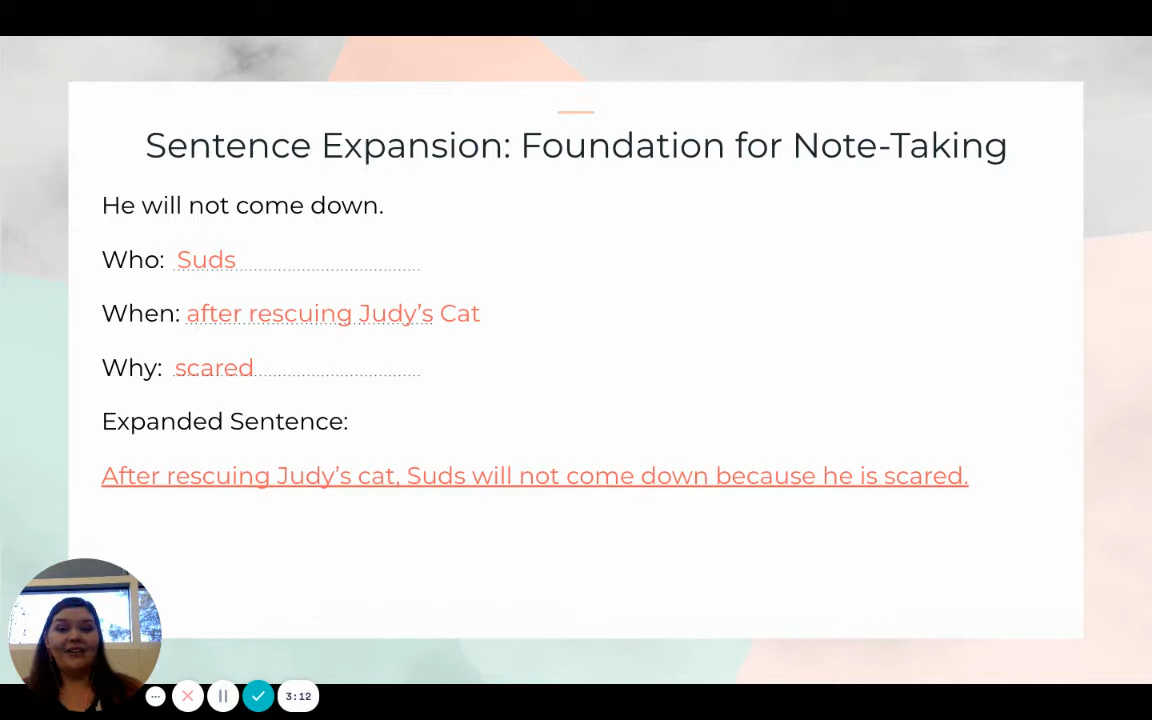 Sentence Expansion: Foundation for Note-Taking
He will not come down.
Who: Suds
When: after rescuing Judy’s Cat
Why: scared
Expanded Sentence:
After rescuing Judy’s cat, Suds will not come down because he is scared.
3:12